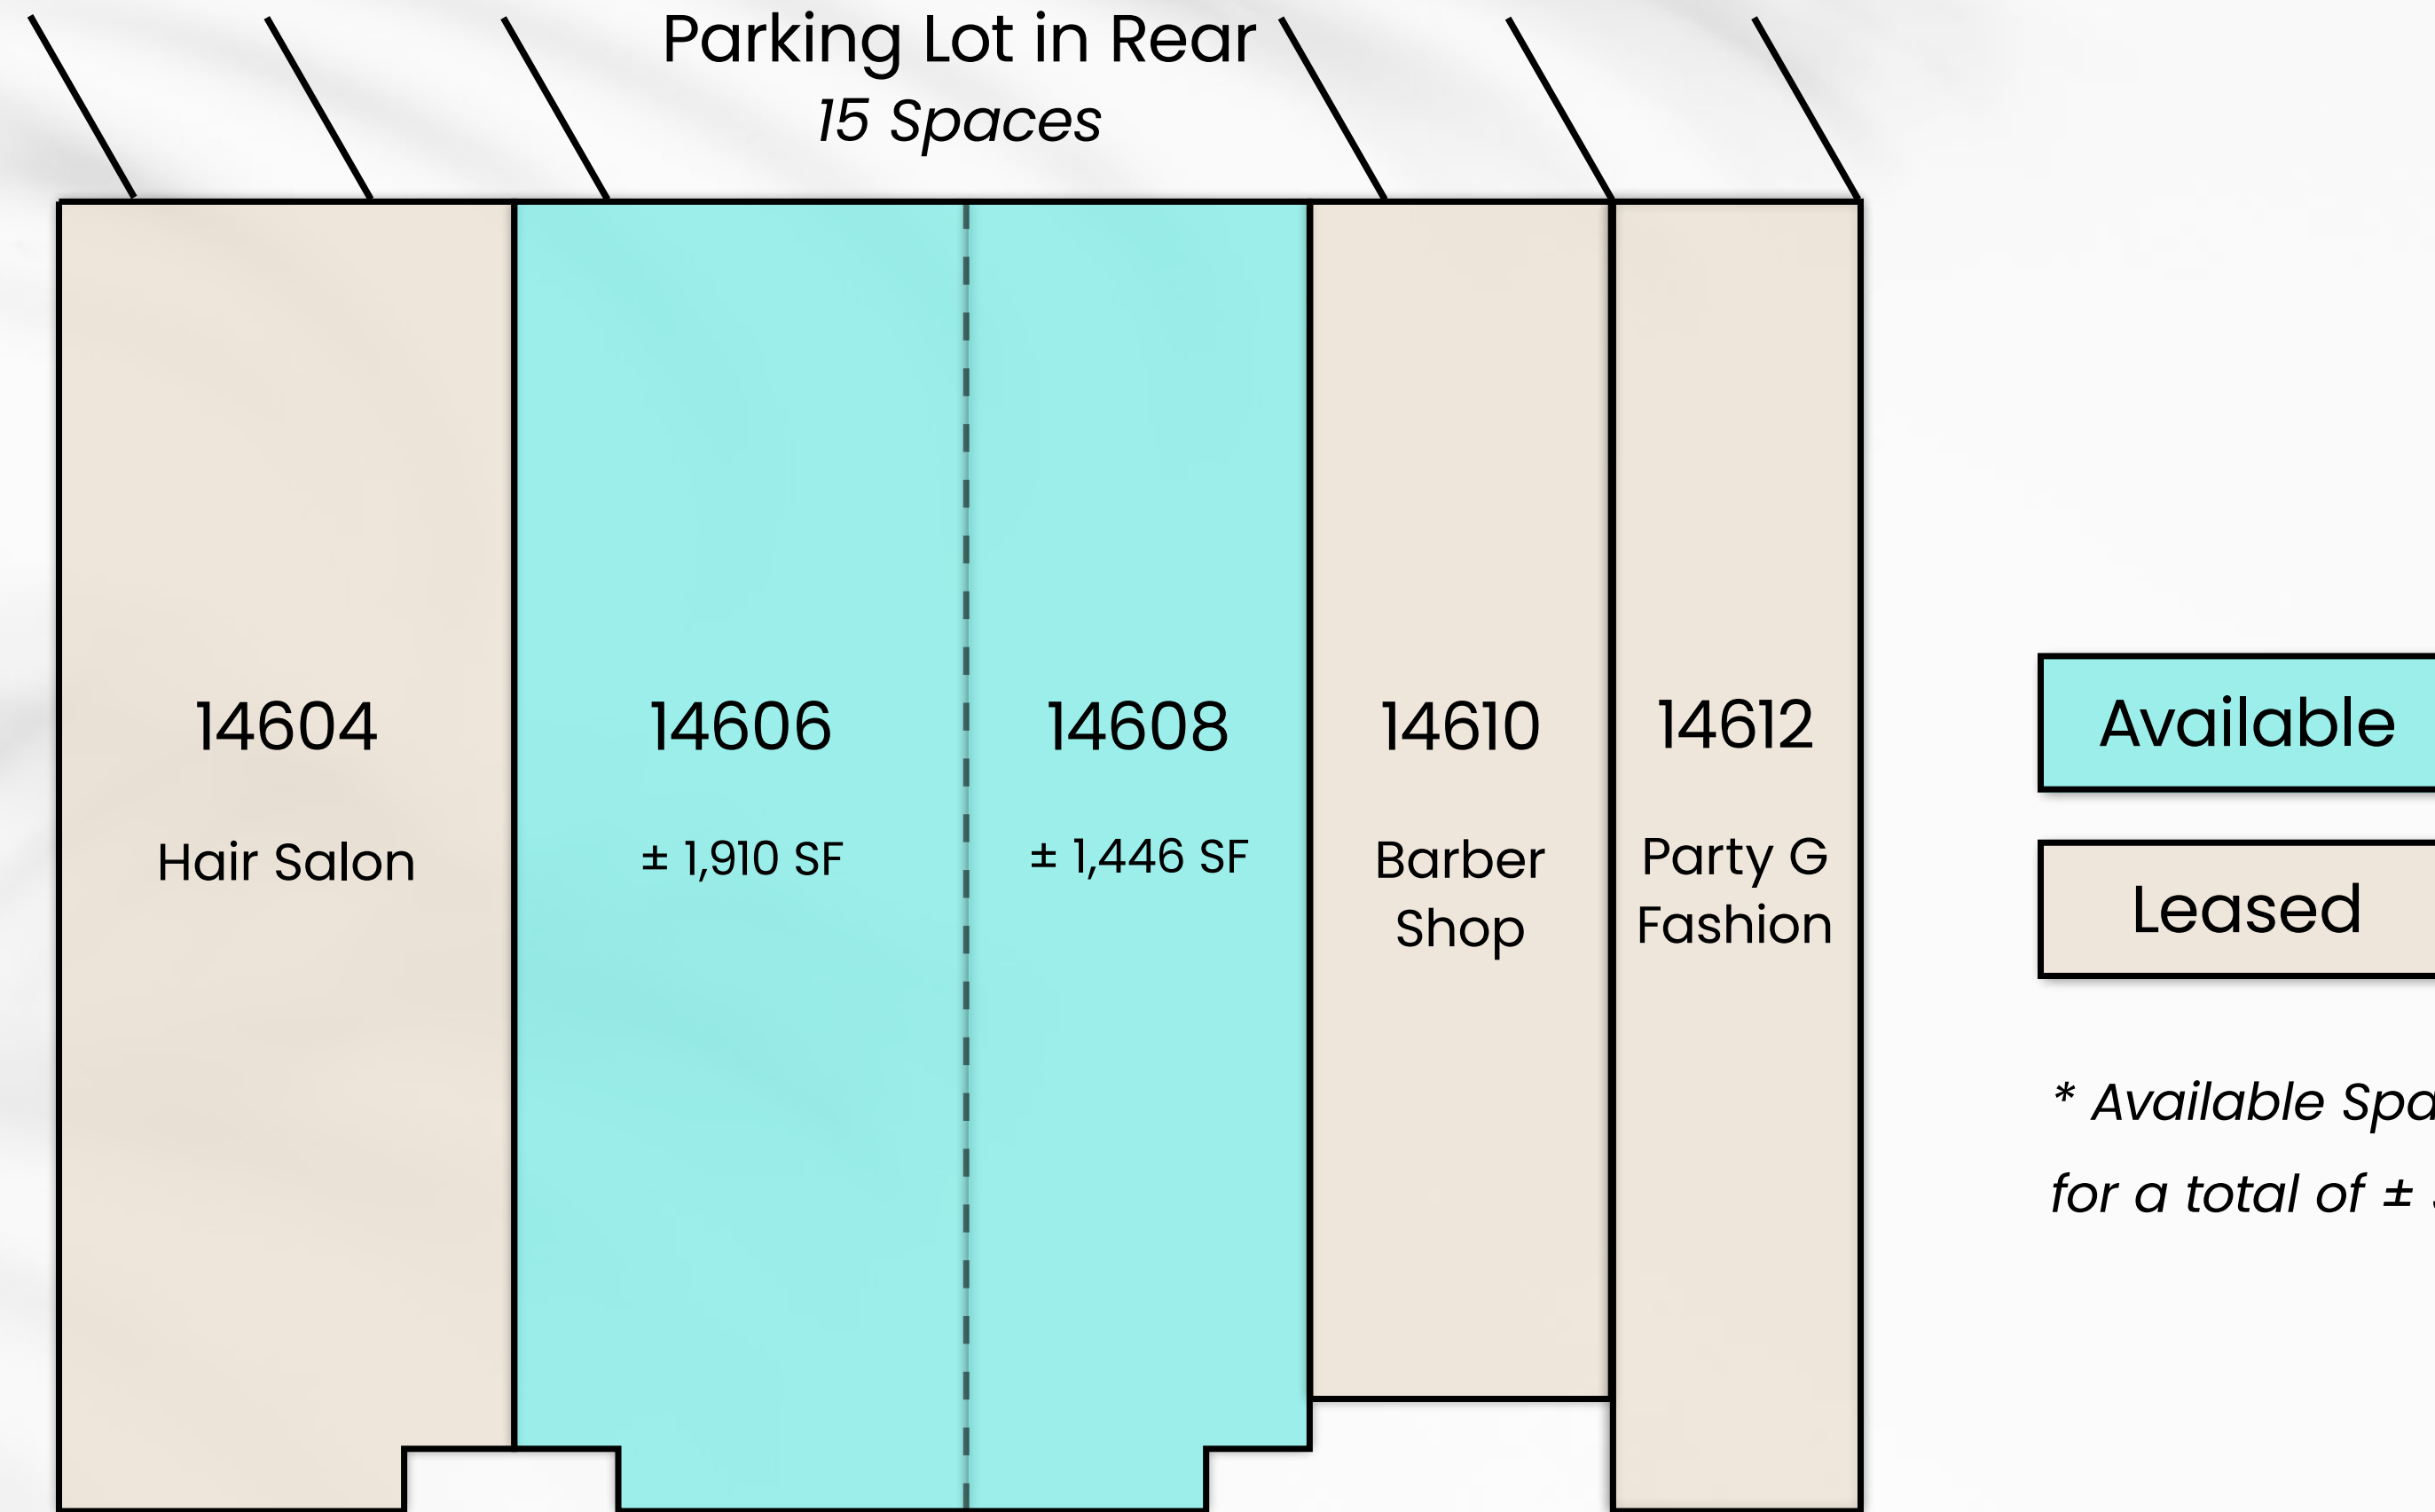 Parking Lot in Rear
15 Spaces
14604
Hair Salon
14606
± 1,910 SF
14608
± 1,446 SF
14610
Barber
Shop
14612
Party G
Fashion
Available
Leased
* Available
for a total of ±